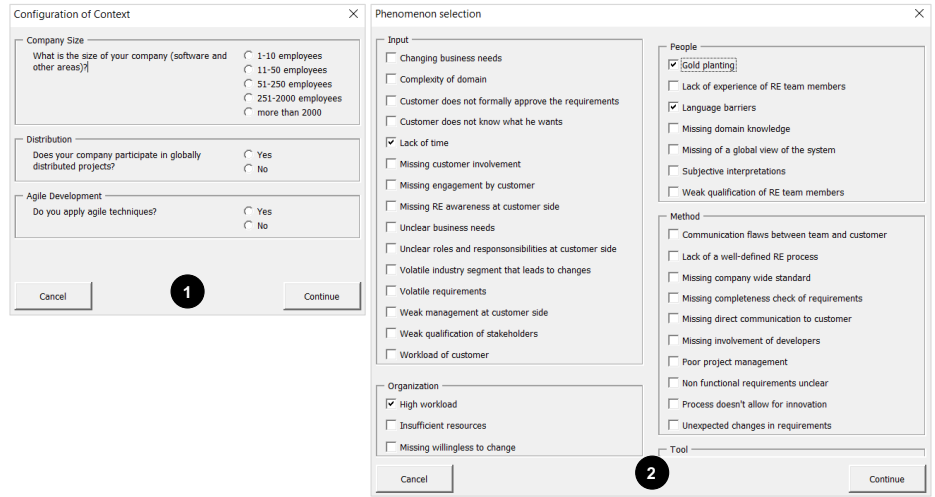 Configuration of Context
Company Size
What is the size of your company (software and
other areas)?
1-10 employees
11-50 employees
51-250 employees
251-2000 employees
more than 2000
Distribution
Does your company participate in globally
distributed projects?
Yes
No
Agile Development
Do you apply agile techniques?
Yes
No
Cancel
1
Continue
Phenomenon selection
Input
Changing business needs
Complexity of domain
Customer does not formally approve the requirements
Customer does not know what he wants
Lack of time
Missing customer involvement
Missing engagement by customer
Missing RE awareness at customer side
Unclear business needs
Unclear roles and responsonsibilities at customer side
Volatile industry segment that leads to changes
Volatile requirements
Weak management at customer side
Weak qualification of stakeholders
Workload of customer
Organization
High workload
Insufficient resources
Missing willingless to change
People
Gold planting
Lack of experience of RE team members
Language barriers
Missing domain knowledge
Missing of a global view of the system
Subjective interpretations
Weak qualification of RE team members
Method
Communication flaws between team and customer
Lack of a well-defined RE process
Missing company wide standard
Missing completeness check of requirements
Missing direct communication to customer
Missing involvement of developers
Poor project management
Non functional requirements unclear
Process doesn't allow for innovation
Unexpected changes in requirements
Tool
Cancel
2
Continue